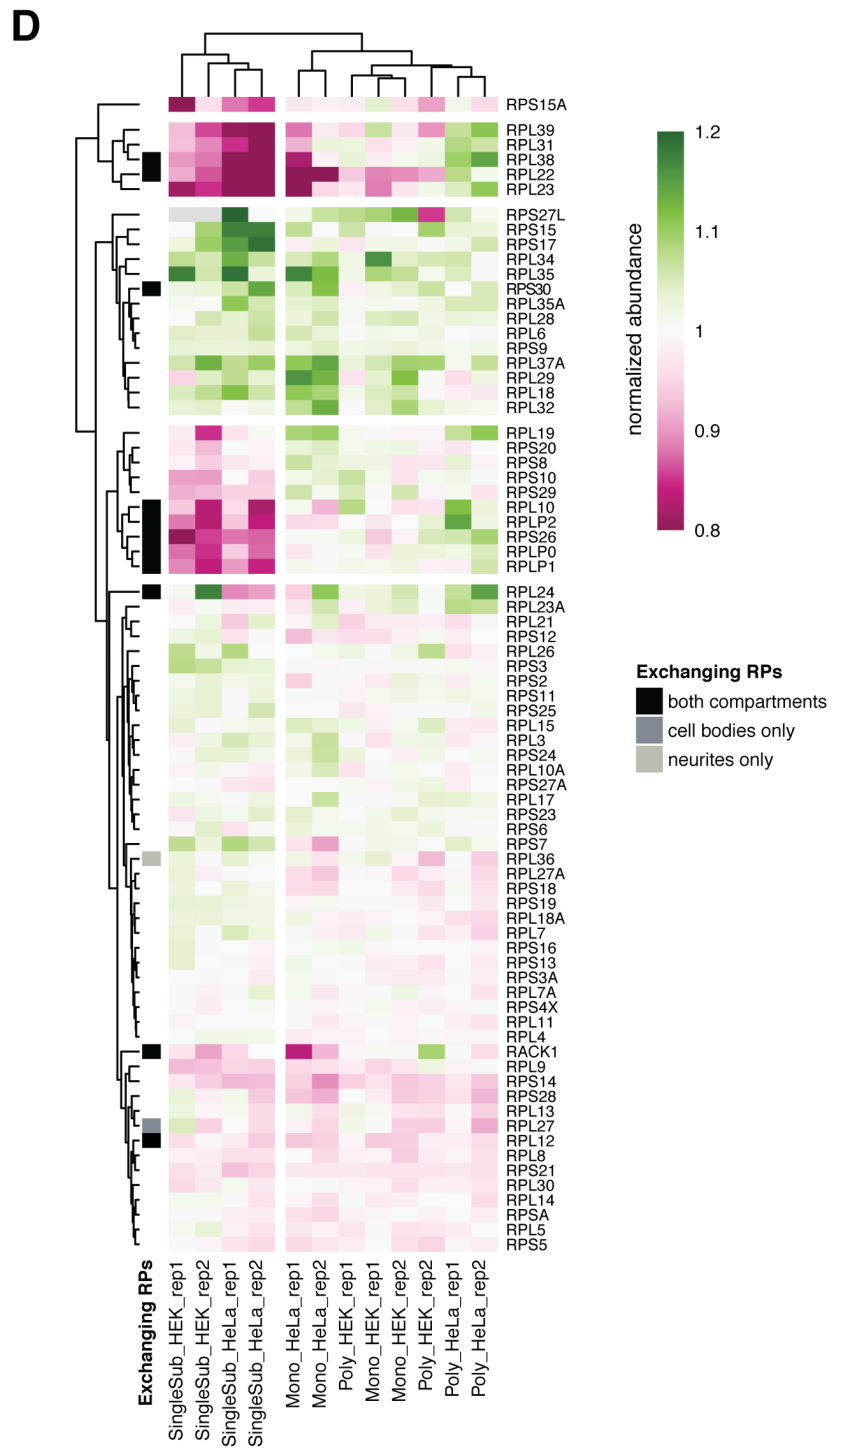 D
RPS15A
RPL39
RPL31
RPL38
RPL22
RPL23
RPS27L
RPS15
RPS17
RPL34
RPL35
RPS30
RPL35A
RPL28
RPL6
RPS9
RPL37A
RPL29
RPL18
RPL32
RPL19
RPS20
RPS8
RPS10
RPS29
RPL10
RPLP2
RPS26
RPLP0
RPLP1
RPL24
RPL23A
RPL21
RPS12
RPL26
RPS3
RPS2
RPS11
RPS25
RPL15
RPL3
RPS24
RPL10A
RPS27A
RPL17
RPS23
RPS6
RPS7
RPL36
RPL27A
RPS18
RPS19
RPL18A
RPL7
RPS16
RPS13
RPS3A
RPL7A
RPS4X
RPL11
RPL4
RACK1
RPL9
RPS14
RPS28
RPL13
RPL27
RPL12
RPL8
RPS21
RPL30
RPL14
RPSA
RPL5
RPS5
Exchanging RPs
SingleSub_HEK_rep1
SingleSub_HEK_rep2
SingleSub_HeLa_rep1
SingleSub_HeLa_rep2
Mono_HeLa_rep1
Mono_HeLa_rep2
Poly_HEK_rep1
Mono_HEK_rep1
Mono_HEK_rep2
Poly_HEK_rep2
Poly_HeLa_rep1
Poly_HeLa_rep2
normalized abundance
1.2
1.1
1
0.9
0.8
Exchanging RPs
both compartments
cell bodies only
neurites only